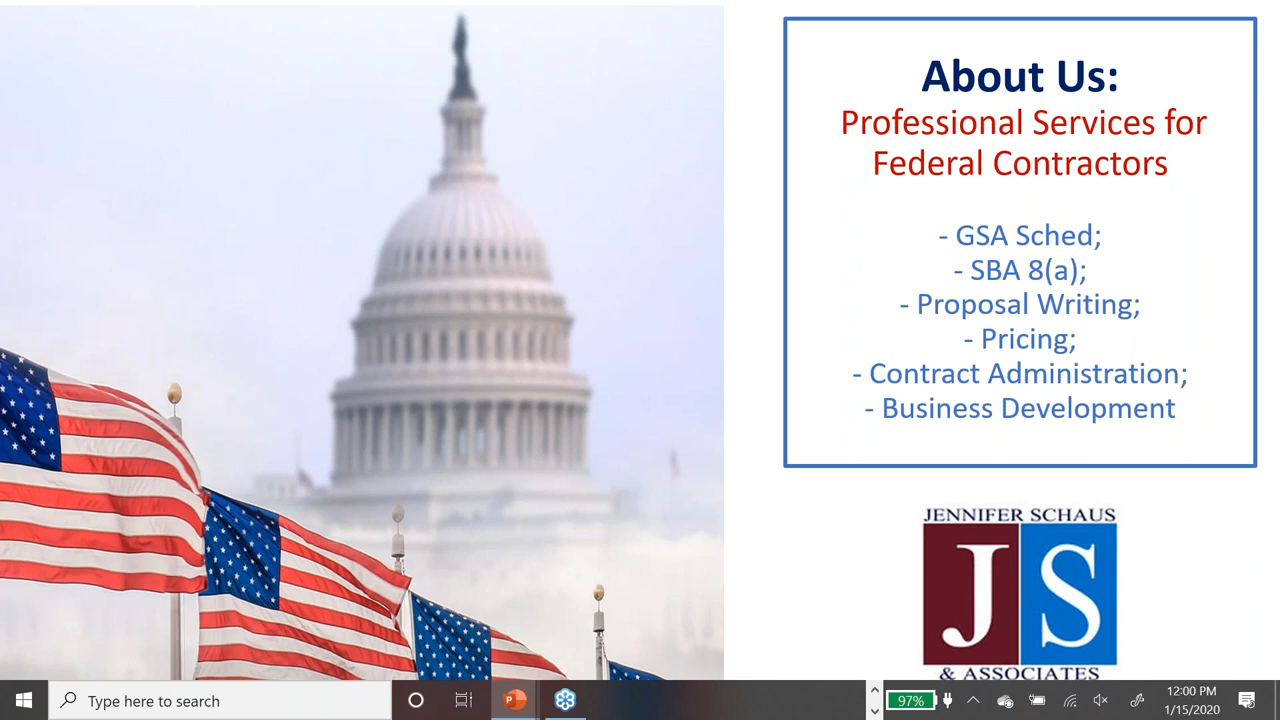 About Us:
Professional Services for
Federal Contractors
- GSA Sched;
- SBA 8(a);
- Proposal Writing;
- Pricing;
- Contract Administration;
- Business Development
JENNIFER SCHAUS
JS
& ASSOCIATES
Type here to search
P
97%
12:00 PM
1/15/2020